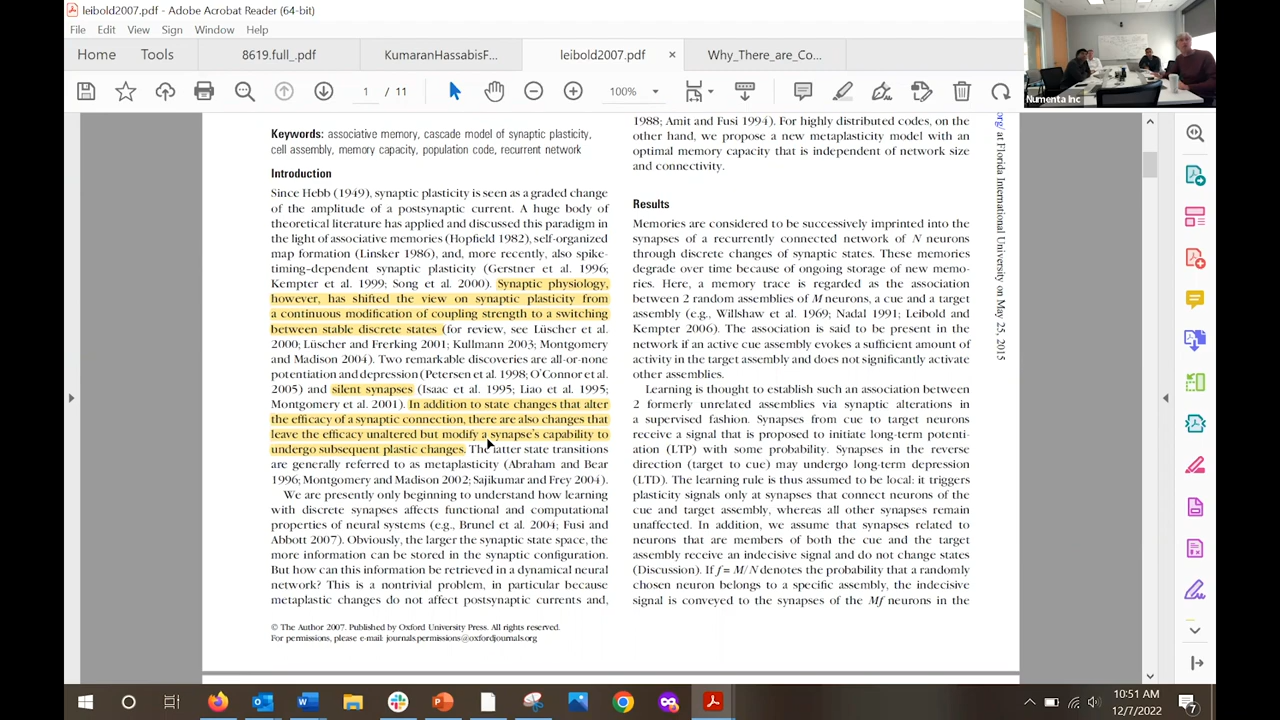 leibold2007.pdf - Adobe Acrobat Reader (64-bit)
File Edit View Sign Window Help
Home Tools 8619.full_.pdf KumaranHassabisF... leibold2007.pdf × Why_There_are_Co...
1 / 11 100%
Numenta Inc
Keywords: associative memory, cascade model of synaptic plasticity,
cell assembly, memory capacity, population code, recurrent network
Introduction
Since Hebb (1949), synaptic plasticity is seen as a graded change
of the amplitude of a postsynaptic current. A huge body of
theoretical literature has applied and discussed this paradigm in
the light of associative memories (Hopfield 1982), self-organized
map formation (Linsker 1986), and, more recently, also spike-
timing-dependent synaptic plasticity (Gerstner et al. 1996;
Kempter et al. 1999; Song et al. 2000). Synaptic physiology,
however, has shifted the view on synaptic plasticity from
a continuous modification of coupling strength to a switching
between stable discrete states (for review, see Lüscher et al.
2000; Lüscher and Frerking 2001; Kullmann 2003; Montgomery
and Madison 2004). Two remarkable discoveries are all-or-none
potentiation and depression (Petersen et al. 1998; O'Connor et al.
2005) and silent synapses (Isaac et al. 1995; Liao et al. 1995;
Montgomery et al. 2001). In addition to state changes that alter
the efficacy of a synaptic connection, there are also changes that
leave the efficacy unaltered but modify a synapse's capability to
undergo subsequent plastic changes. The latter state transitions
are generally referred to as metaplasticity (Abraham and Bear
1996; Montgomery and Madison 2002; Sajikumar and Frey 2004).
We are presently only beginning to understand how learning
with discrete synapses affects functional and computational
properties of neural systems (e.g., Brunel et al. 2004; Fusi and
Abbott 2007). Obviously, the larger the synaptic state space, the
more information can be stored in the synaptic configuration.
But how can this information be retrieved in a dynamical neural
network? This is a nontrivial problem, in particular because
metaplastic changes do not affect postsynaptic currents and,
© The Author 2007. Published by Oxford University Press. All rights reserved.
For permissions, please e-mail: journals.permissions@oxfordjournals.org
1988; Amit and Fusi 1994). For highly distributed codes, on the
other hand, we propose a new metaplasticity model with an
optimal memory capacity that is independent of network size
and connectivity.
Results
Memories are considered to be successively imprinted into the
synapses of a recurrently connected network of N neurons
through discrete changes of synaptic states. These memories
degrade over time because of ongoing storage of new memo-
ries. Here, a memory trace is regarded as the association
between 2 random assemblies of M neurons, a cue and a target
assembly (e.g., Willshaw et al. 1969; Nadal 1991; Leibold and
Kempter 2006). The association is said to be present in the
network if an active cue assembly evokes a sufficient amount of
activity in the target assembly and does not significantly activate
other assemblies.
Learning is thought to establish such an association between
2 formerly unrelated assemblies via synaptic alterations in
a supervised fashion. Synapses from cue to target neurons
receive a signal that is proposed to initiate long-term potenti-
ation (LTP) with some probability. Synapses in the reverse
direction (target to cue) may undergo long-term depression
(LTD). The learning rule is thus assumed to be local: it triggers
plasticity signals only at synapses that connect neurons of the
cue and target assembly, whereas all other synapses remain
unaffected. In addition, we assume that synapses related to
neurons that are members of both the cue and the target
assembly receive an indecisive signal and do not change states
(Discussion). If f = M/N denotes the probability that a randomly
chosen neuron belongs to a specific assembly, the indecisive
signal is conveyed to the synapses of the Mf neurons in the
org/ at Florida International University on May 25, 2015
10:51 AM
12/7/2022
7